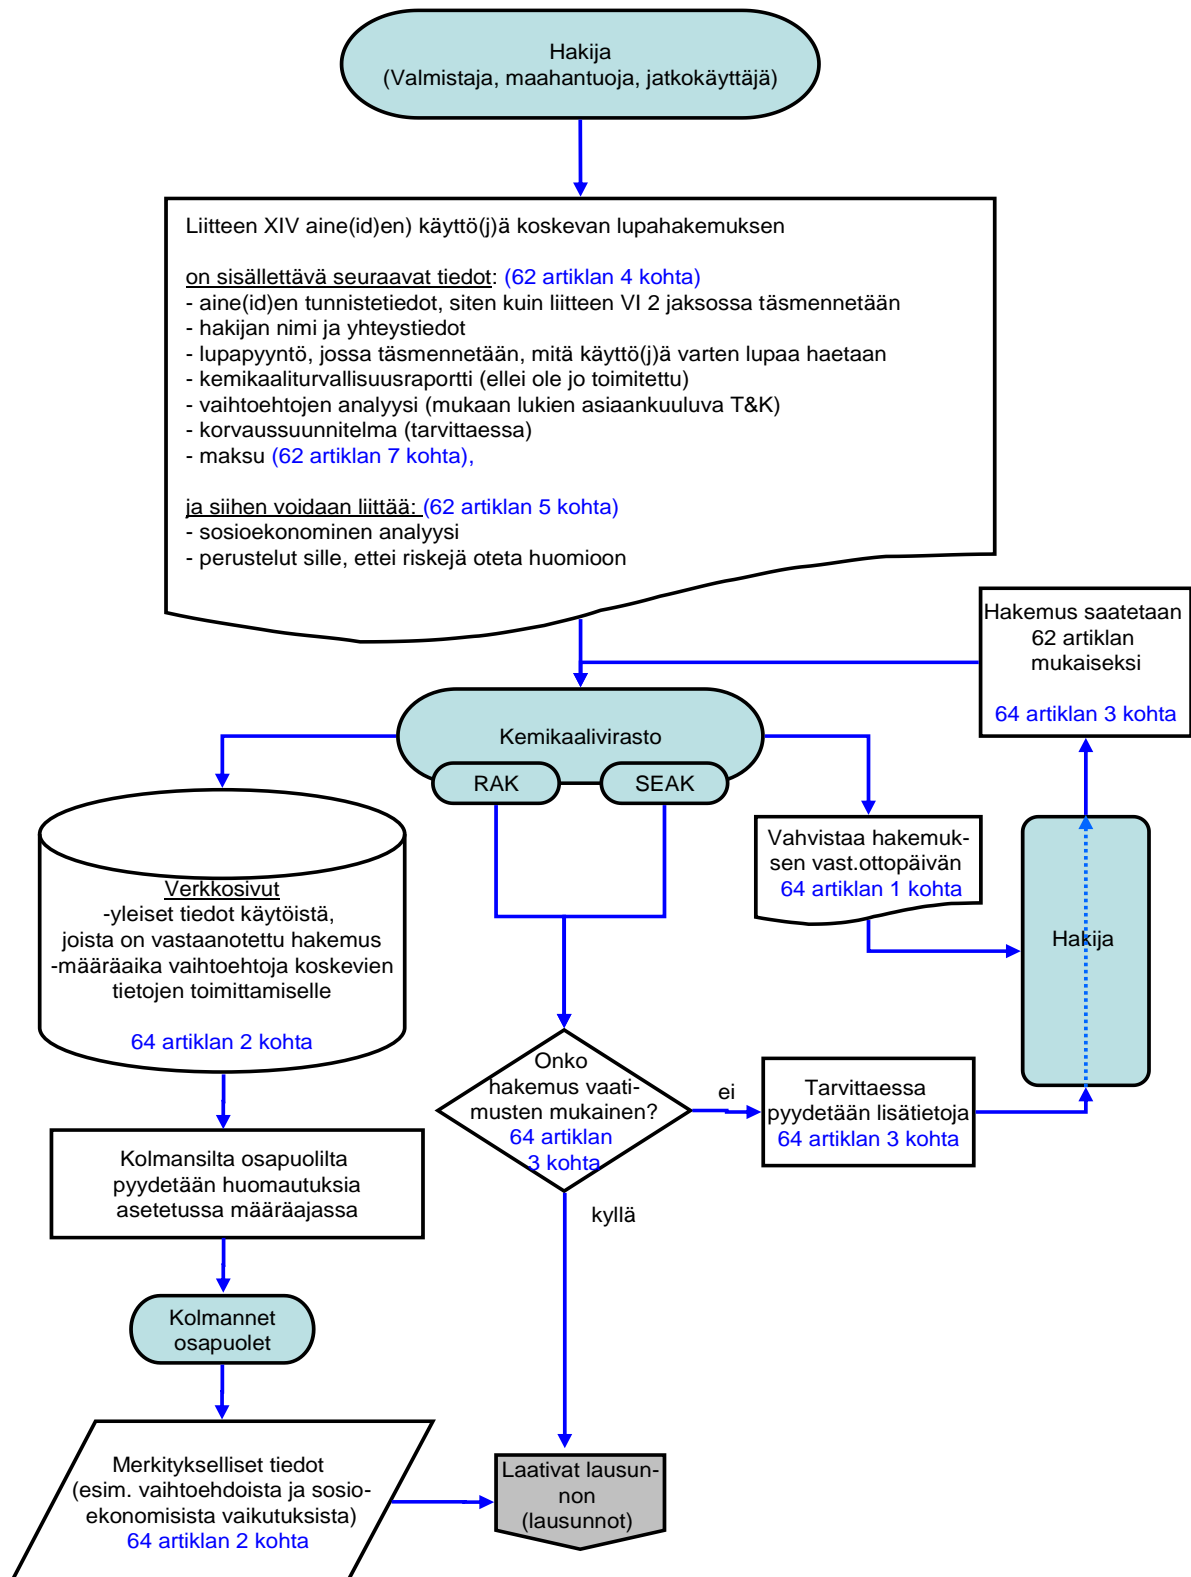 Hakija
(Valmistaja, maahantuoja, jatkokäyttäjä)
Liitteen XIV aine(id)en) käyttö(j)ä koskevan lupahakemuksen
on sisällettävä seuraavat tiedot: (62 artiklan 4 kohta)
- aine(id)en tunnistetiedot, siten kuin liitteen VI 2 jaksossa täsmennetään
- hakijan nimi ja yhteystiedot
- lupapyyntö, jossa täsmennetään, mitä käyttö(j)ä varten lupaa haetaan
- kemikaaliturvallisuusraportti (ellei ole jo toimitettu)
- vaihtoehtojen analyysi (mukaan lukien asiaankuuluva T&K)
- korvaussuunnitelma (tarvittaessa)
- maksu (62 artiklan 7 kohta),
ja siihen voidaan liittää: (62 artiklan 5 kohta)
- sosioekonominen analyysi
- perustelut sille, ettei riskejä oteta huomioon
Hakemus saatetaan
62 artiklan
mukaiseksi
64 artiklan 3 kohta
Kemikaalivirasto
RAK
SEAK
Vahvistaa hakemuk-
sen vast.ottopäivän
64 artiklan 1 kohta
Hakija
Verkkosivut
-yleiset tiedot käytöistä,
joista on vastaanotettu hakemus
-määräaika vaihtoehtoja koskevien
tietojen toimittamiselle
64 artiklan 2 kohta
Onko
hakemus vaati-
musten mukainen?
64 artiklan
3 kohta
ei
Tarvittaessa
pyydetään lisätietoja
64 artiklan 3 kohta
kyllä
Kolmansilta osapuolilta
pyydetään huomautuksia
asetetussa määräajassa
Kolmannet
osapuolet
Merkitykselliset tiedot
(esim. vaihtoehdoista ja sosio-
ekonomisista vaikutuksista)
64 artiklan 2 kohta
Laativat lausun-
non
(lausunnot)